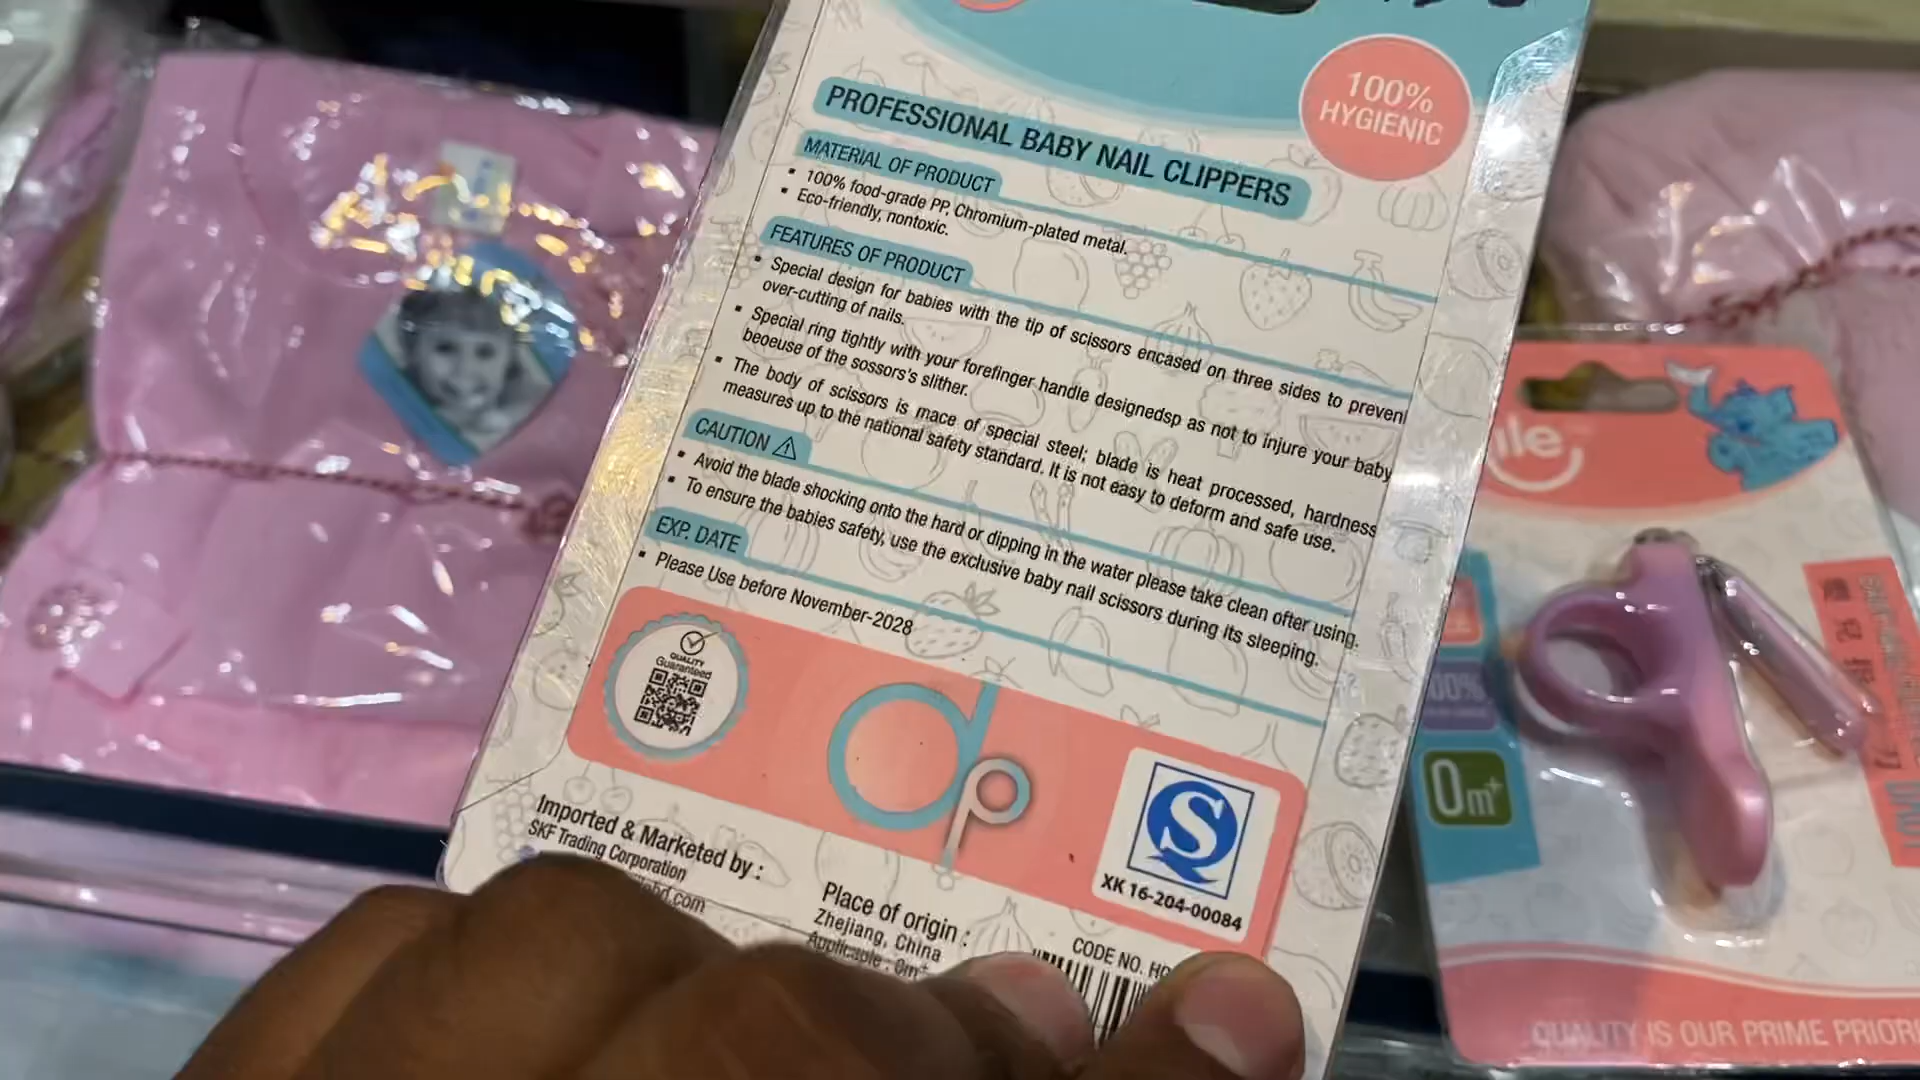 100%
HYGIENIC
PROFESSIONAL BABY NAIL CLIPPERS
MATERIAL OF PRODUCT
100% food-grade PP, Chromium-plated metal.
Eco-friendly, nontoxic.
FEATURES OF PRODUCT
Special design for babies with the tip of scissors encased on three sides to prevent
over-cutting of nails.
Special ring tightly with your forefinger handle designedsp as not to injure your baby
beoeuse of the sossors's slither.
The body of scissors is mace of special steel; blade is heat processed, hardness
measures up to the national safety standard. It is not easy to deform and safe use.
CAUTION
Avoid the blade shocking onto the hard or dipping in the water please take clean ofter using.
To ensure the babies safety, use the exclusive baby nail scissors during its sleeping.
EXP. DATE
Please Use before November-2028
QUALITY
Guaranteed
dp
S
XK 16-204-00084
Imported & Marketed by :
SKF Trading Corporation
bd.com
Place of origin :
Zhejiang, China
Applicable : 0m+
CODE NO. HG
ile
100%
0m+
QUALITY IS OUR PRIME PRIOR